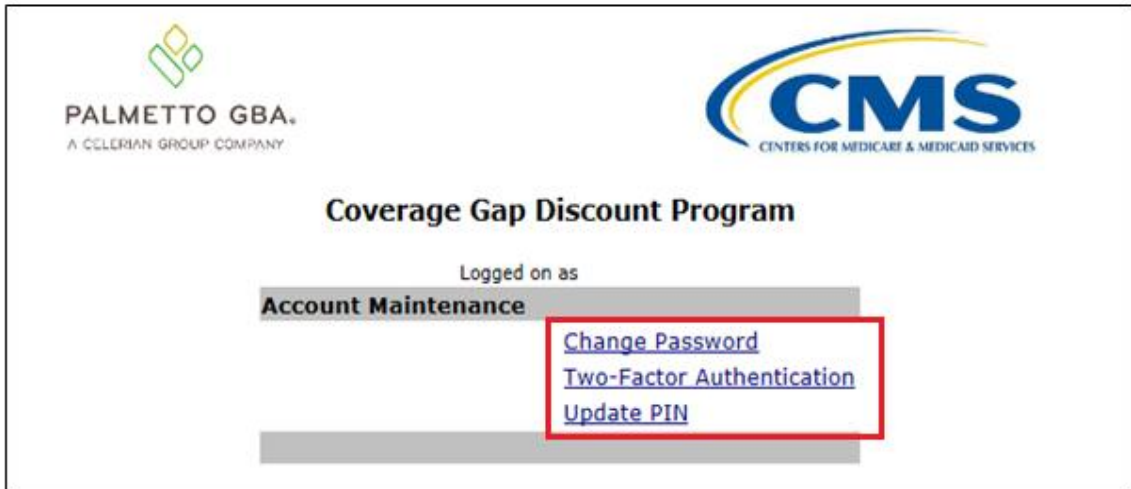 PALMETTO GBA.
A CELERIAN GROUP COMPANY
CMS
CENTERS FOR MEDICARE & MEDICAID SERVICES
Coverage Gap Discount Program
Logged on as
Account Maintenance
Change Password
Two-Factor Authentication
Update PIN